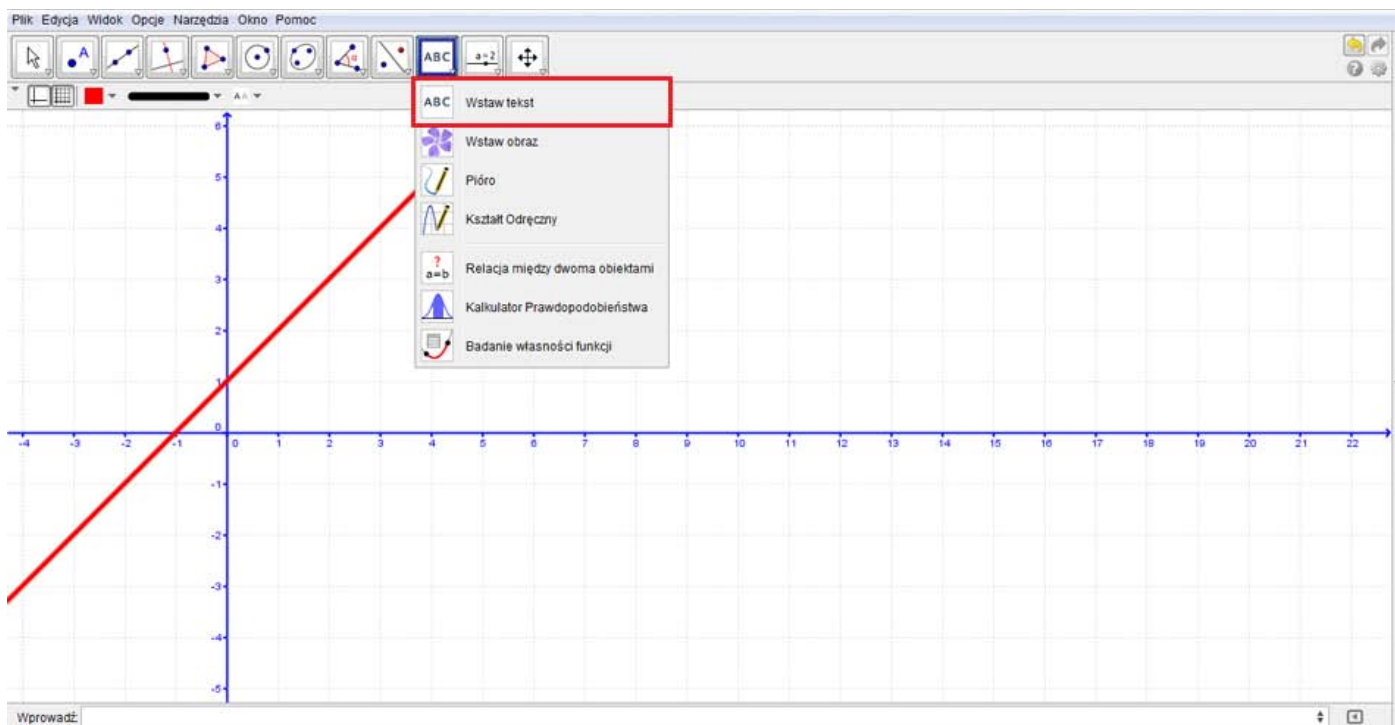 Plik Edycja Widok Opcje Narzędzia Okno Pomoc
A α ABC a=2
AA
ABC Wstaw tekst
Wstaw obraz
Pióro
Kształt Odręczny
? a=b Relacja między dwoma obiektami
Kalkulator Prawdopodobieństwa
Badanie własności funkcji
6
5
4
3
2
1
0
-4 -3 -2 -1 0 1 2 3 4 5 6 7 8 9 10 11 12 13 14 15 16 17 18 19 20 21 22
-1
-2
-3
-4
-5
Wprowadź: